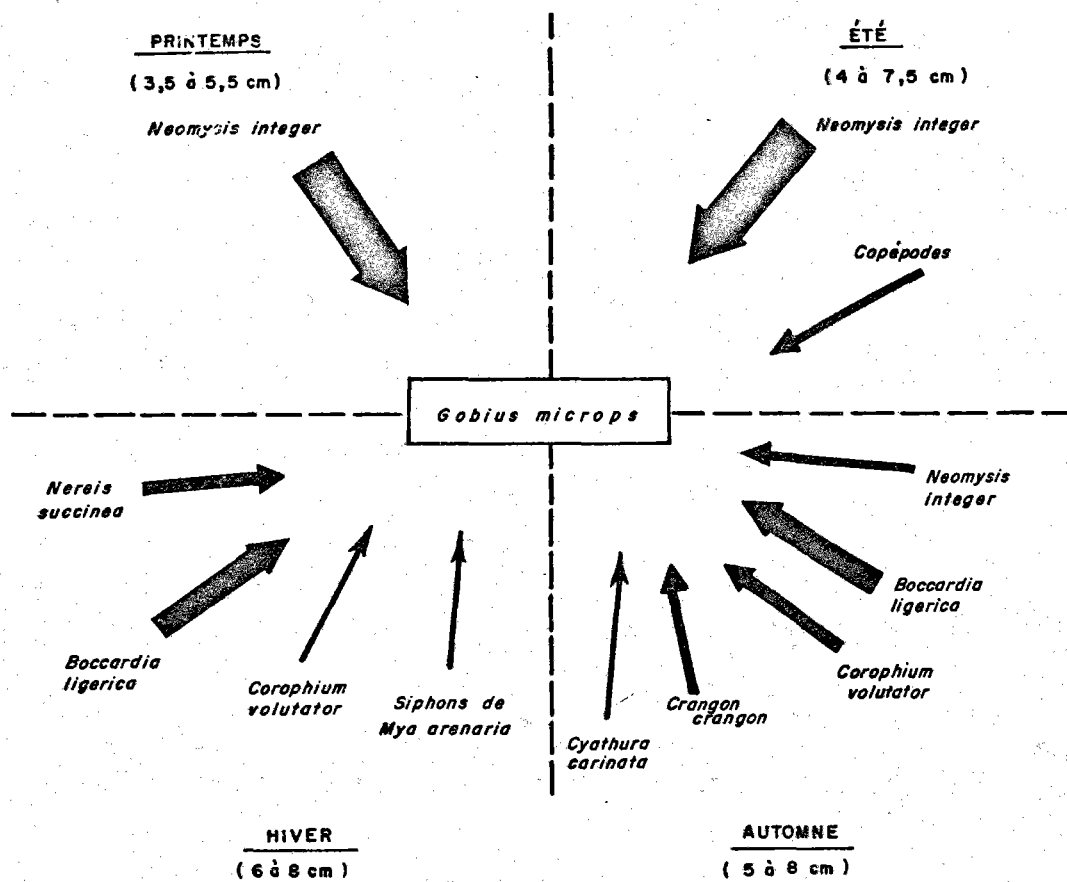 PRINTEMPS
(3,5 à 5,5 cm)
Neomysis integer
ÉTÉ
(4 à 7,5 cm)
Neomysis integer
Copépodes
Gobius microps
Nereis
succinea
Boccardia
ligerica
Corophium
volutator
Siphons de
Mya arenaria
HIVER
(6 à 8 cm)
Neomysis
integer
Boccardia
ligerica
Corophium
volutator
Crangon
crangon
Cyathura
carinata
AUTOMNE
(5 à 8 cm)